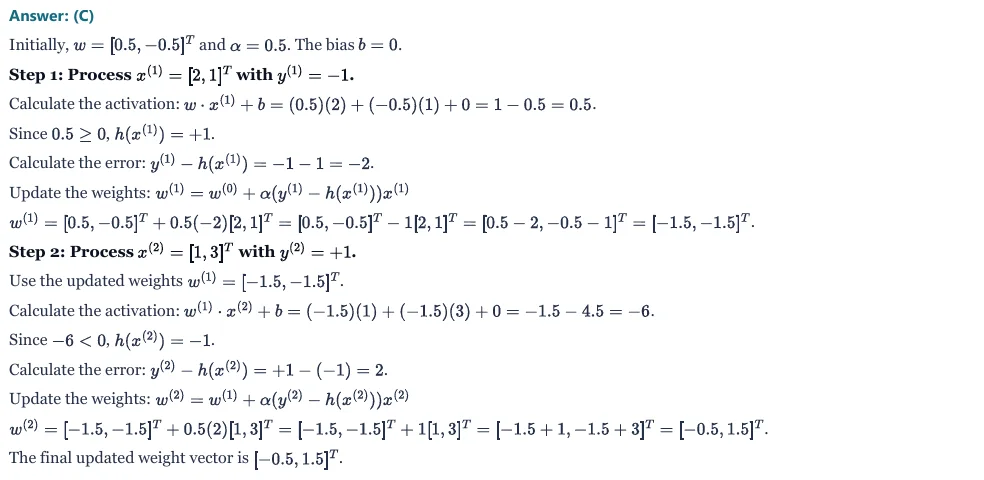 Answer: (C)
Initially, w = [0.5, −0.5]ᵀ and α = 0.5. The bias b = 0.
Step 1: Process x⁽¹⁾ = [2, 1]ᵀ with y⁽¹⁾ = −1.
Calculate the activation: w · x⁽¹⁾ + b = (0.5)(2) + (−0.5)(1) + 0 = 1 − 0.5 = 0.5.
Since 0.5 ≥ 0, h(x⁽¹⁾) = +1.
Calculate the error: y⁽¹⁾ − h(x⁽¹⁾) = −1 − 1 = −2.
Update the weights: w⁽¹⁾ = w⁽⁰⁾ + α(y⁽¹⁾ − h(x⁽¹⁾))x⁽¹⁾
w⁽¹⁾ = [0.5, −0.5]ᵀ + 0.5(−2)[2, 1]ᵀ = [0.5, −0.5]ᵀ − 1[2, 1]ᵀ = [0.5 − 2, −0.5 − 1]ᵀ = [−1.5, −1.5]ᵀ.
Step 2: Process x⁽²⁾ = [1, 3]ᵀ with y⁽²⁾ = +1.
Use the updated weights w⁽¹⁾ = [−1.5, −1.5]ᵀ.
Calculate the activation: w⁽¹⁾ · x⁽²⁾ + b = (−1.5)(1) + (−1.5)(3) + 0 = −1.5 − 4.5 = −6.
Since −6 < 0, h(x⁽²⁾) = −1.
Calculate the error: y⁽²⁾ − h(x⁽²⁾) = +1 − (−1) = 2.
Update the weights: w⁽²⁾ = w⁽¹⁾ + α(y⁽²⁾ − h(x⁽²⁾))x⁽²⁾
w⁽²⁾ = [−1.5, −1.5]ᵀ + 0.5(2)[1, 3]ᵀ = [−1.5, −1.5]ᵀ + 1[1, 3]ᵀ = [−1.5 + 1, −1.5 + 3]ᵀ = [−0.5, 1.5]ᵀ.
The final updated weight vector is [−0.5, 1.5]ᵀ.